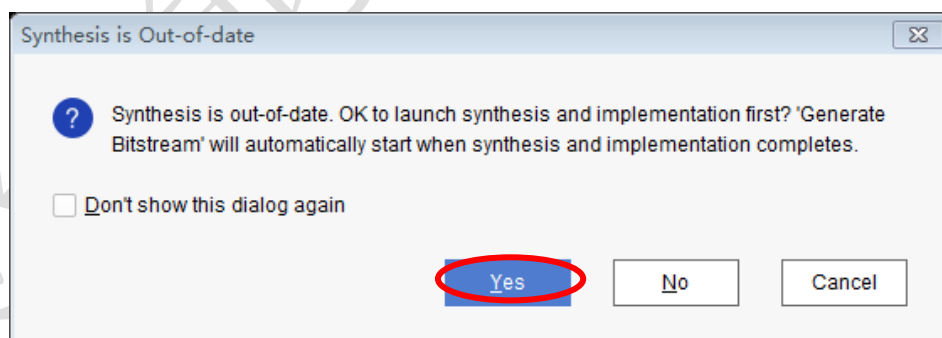 Synthesis is Out-of-date
Synthesis is out-of-date. OK to launch synthesis and implementation first? 'Generate
Bitstream' will automatically start when synthesis and implementation completes.
Don't show this dialog again
Yes No Cancel